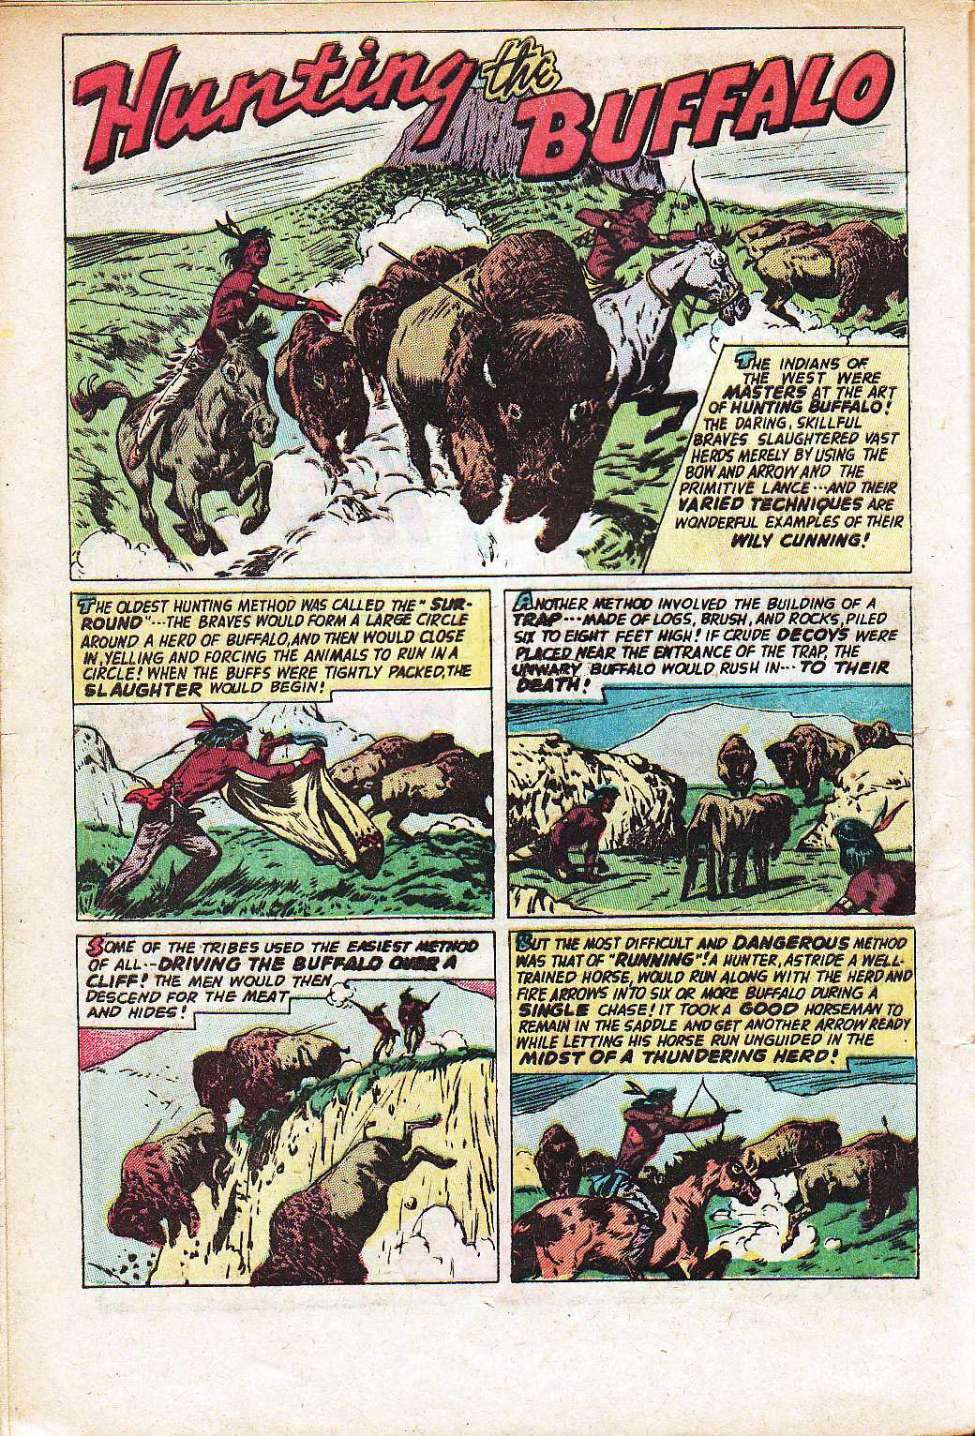 Hunting the
BUFFALO
THE INDIANS OF
THE WEST WERE
MASTERS AT THE ART
OF HUNTING BUFFALO!
THE DARING, SKILLFUL
BRAVES SLAUGHTERED VAST
HERDS MERELY BY USING THE
BOW AND ARROW AND THE
PRIMITIVE LANCE---AND THEIR
VARIED TECHNIQUES ARE
WONDERFUL EXAMPLES OF THEIR
WILY CUNNING!
THE OLDEST HUNTING METHOD WAS CALLED THE "SUR-
ROUND"---THE BRAVES WOULD FORM A LARGE CIRCLE
AROUND A HERD OF BUFFALO, AND THEN WOULD CLOSE
IN, YELLING AND FORCING THE ANIMALS TO RUN IN A
CIRCLE! WHEN THE BUFFS WERE TIGHTLY PACKED, THE
SLAUGHTER WOULD BEGIN!
ANOTHER METHOD INVOLVED THE BUILDING OF A
TRAP---MADE OF LOGS, BRUSH, AND ROCKS, PILED
SIX TO EIGHT FEET HIGH! IF CRUDE DECOYS WERE
PLACED NEAR THE ENTRANCE OF THE TRAP, THE
UNWARY BUFFALO WOULD RUSH IN--- TO THEIR
DEATH!
SOME OF THE TRIBES USED THE EASIEST METHOD
OF ALL--DRIVING THE BUFFALO OVER A
CLIFF! THE MEN WOULD THEN
DESCEND FOR THE MEAT
AND HIDES!
BUT THE MOST DIFFICULT AND DANGEROUS METHOD
WAS THAT OF "RUNNING"! A HUNTER, ASTRIDE A WELL-
TRAINED HORSE, WOULD RUN ALONG WITH THE HERD AND
FIRE ARROWS INTO SIX OR MORE BUFFALO DURING A
SINGLE CHASE! IT TOOK A GOOD HORSEMAN TO
REMAIN IN THE SADDLE AND GET ANOTHER ARROW READY
WHILE LETTING HIS HORSE RUN UNGUIDED IN THE
MIDST OF A THUNDERING HERD!